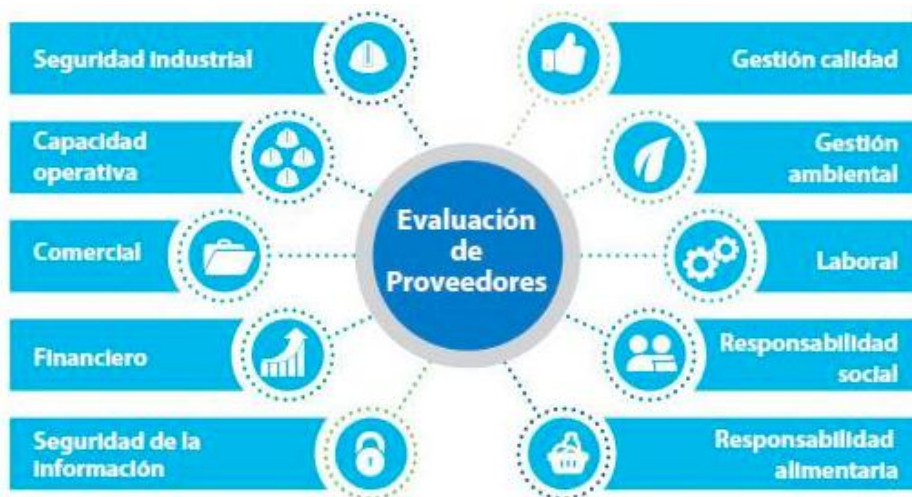 Seguridad industrial
Capacidad
operativa
Comercial
Financiero
Seguridad de la
información
Evaluación
de
Proveedores
Gestión calidad
Gestión
ambiental
Laboral
Responsabilidad
social
Responsabilidad
alimentaria